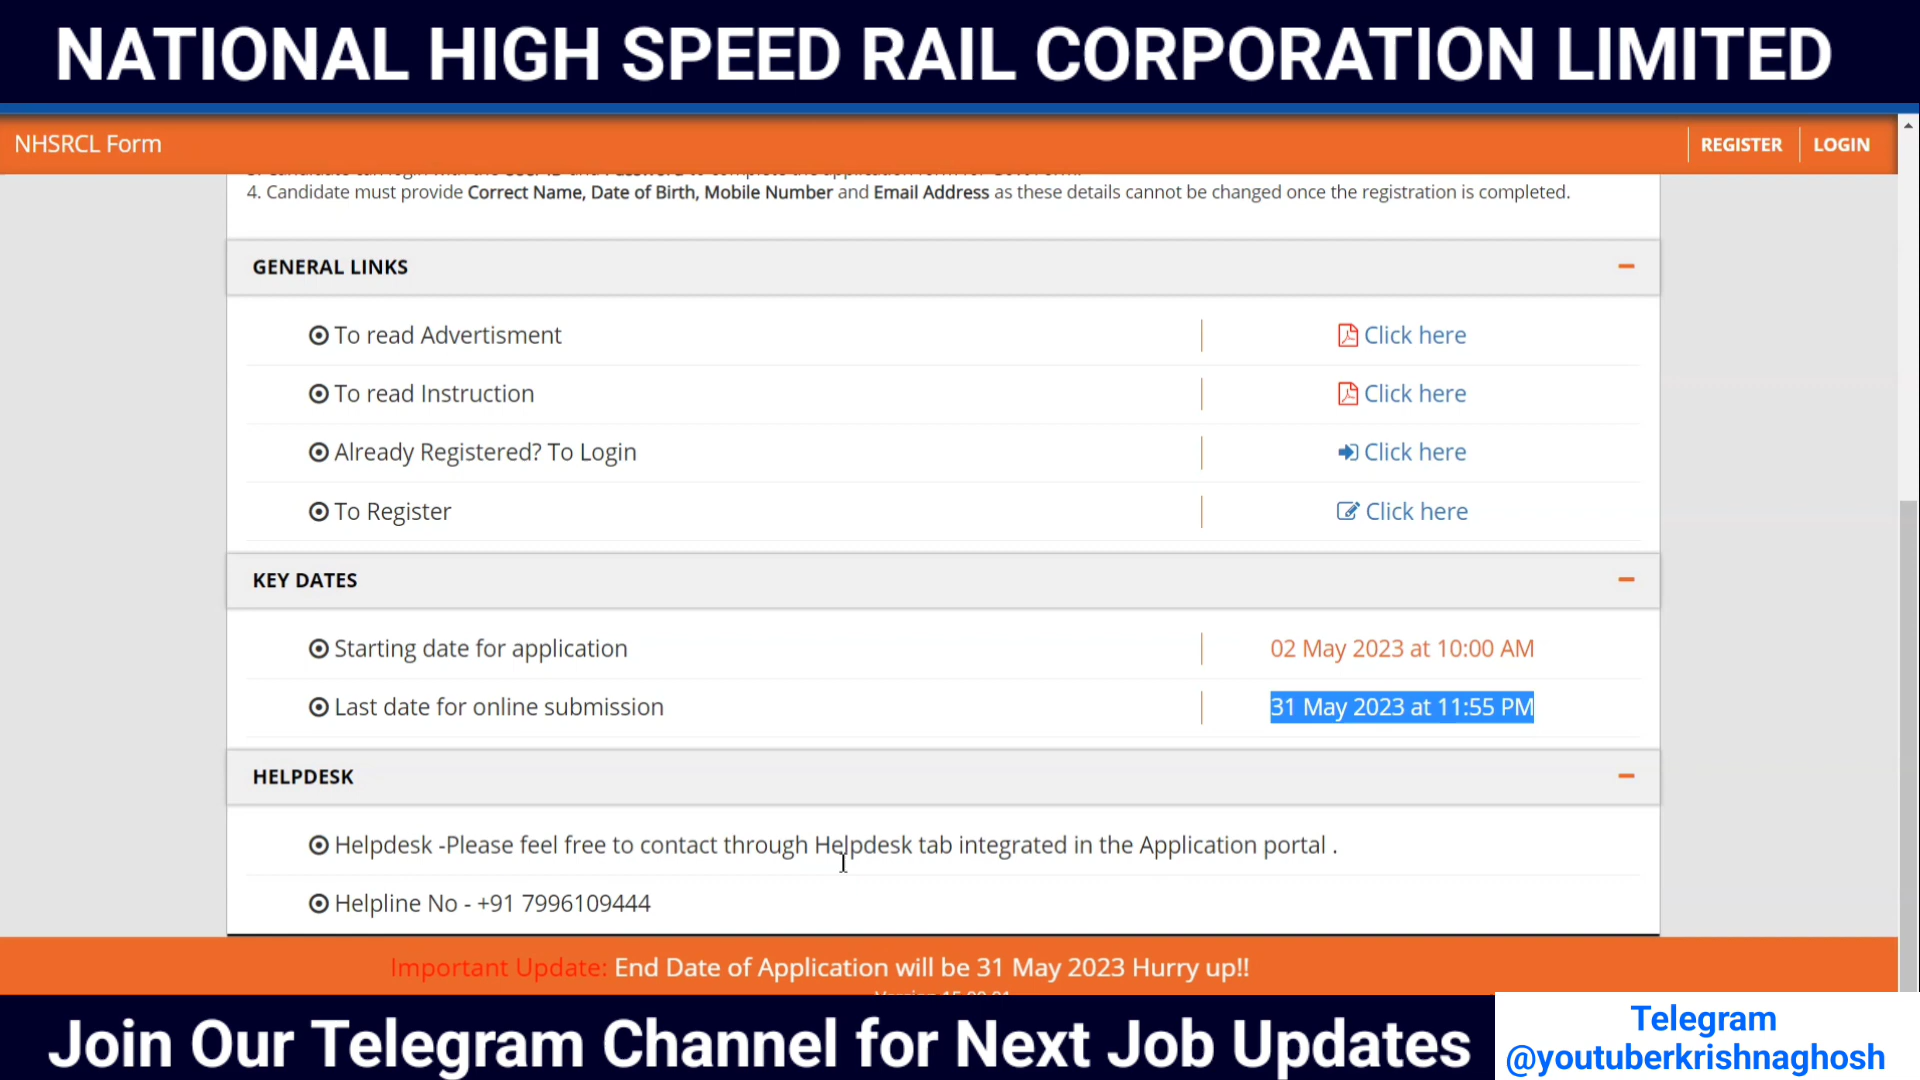 NATIONAL HIGH SPEED RAIL CORPORATION LIMITED
NHSRCL Form
REGISTER
LOGIN
4. Candidate must provide Correct Name, Date of Birth, Mobile Number and Email Address as these details cannot be changed once the registration is completed.
GENERAL LINKS
To read Advertisment
Click here
To read Instruction
Click here
Already Registered? To Login
Click here
To Register
Click here
KEY DATES
Starting date for application
02 May 2023 at 10:00 AM
Last date for online submission
31 May 2023 at 11:55 PM
HELPDESK
Helpdesk -Please feel free to contact through Helpdesk tab integrated in the Application portal .
Helpline No - +91 7996109444
Important Update: End Date of Application will be 31 May 2023 Hurry up!!
Join Our Telegram Channel for Next Job Updates
Telegram
@youtuberkrishnaghosh